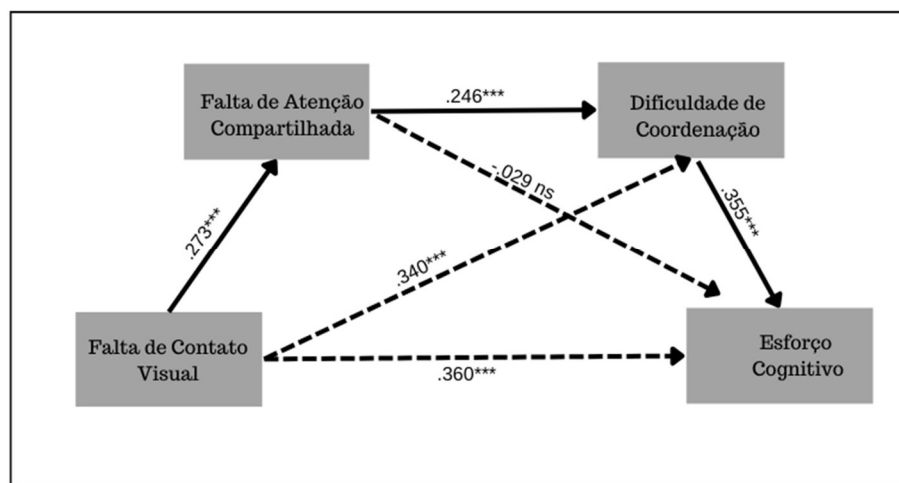 Falta de Atenção
Compartilhada
.246***
Dificuldade de
Coordenação
-.029 ns
.273***
.340***
.355***
Falta de Contato
Visual
.360***
Esforço
Cognitivo